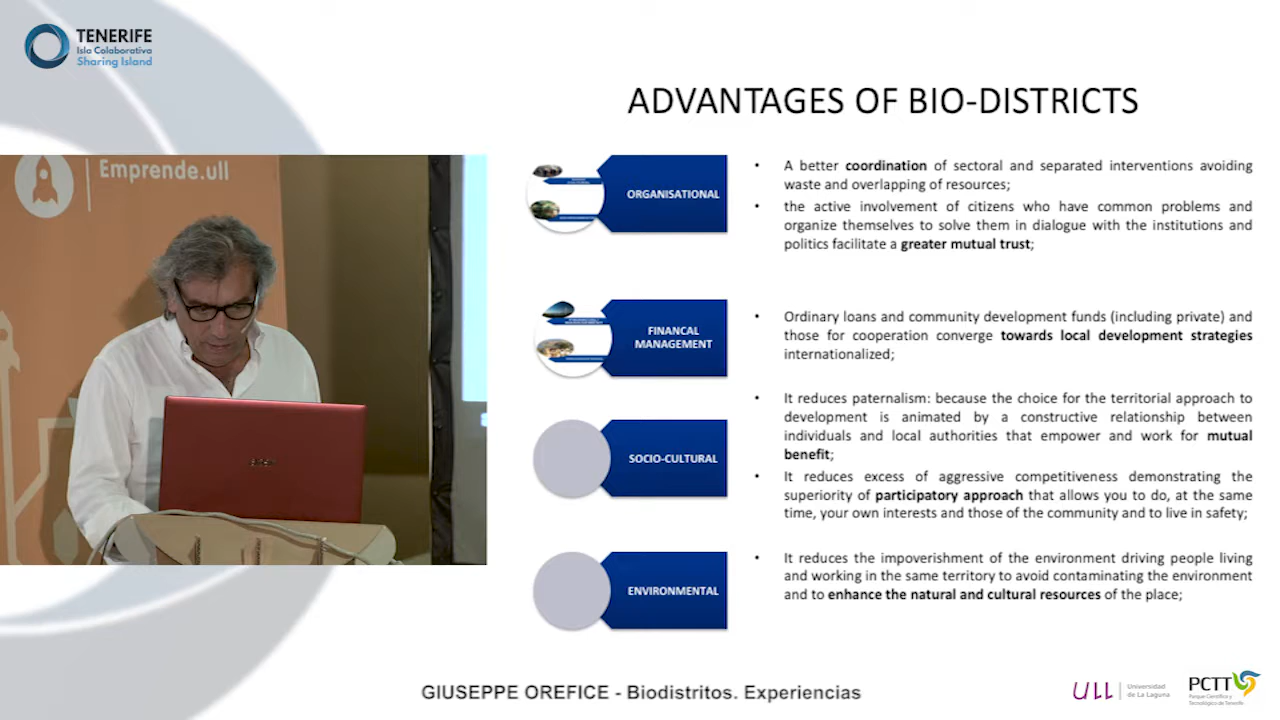 TENERIFE
Isla Colaborativa
Sharing Island
ADVANTAGES OF BIO-DISTRICTS
Emprende.ull
ORGANISATIONAL
• A better coordination of sectoral and separated interventions avoiding
waste and overlapping of resources;
• the active involvement of citizens who have common problems and
organize themselves to solve them in dialogue with the institutions and
politics facilitate a greater mutual trust;
FINANCAL
MANAGEMENT
• Ordinary loans and community development funds (including private) and
those for cooperation converge towards local development strategies
internationalized;
SOCIO-CULTURAL
• It reduces paternalism: because the choice for the territorial approach to
development is animated by a constructive relationship between
individuals and local authorities that empower and work for mutual
benefit;
• It reduces excess of aggressive competitiveness demonstrating the
superiority of participatory approach that allows you to do, at the same
time, your own interests and those of the community and to live in safety;
ENVIRONMENTAL
• It reduces the impoverishment of the environment driving people living
and working in the same territory to avoid contaminating the environment
and to enhance the natural and cultural resources of the place;
GIUSEPPE OREFICE - Biodistritos. Experiencias
ULL
Universidad
de La Laguna
PCTT
Parque Científico y
Tecnológico de Tenerife